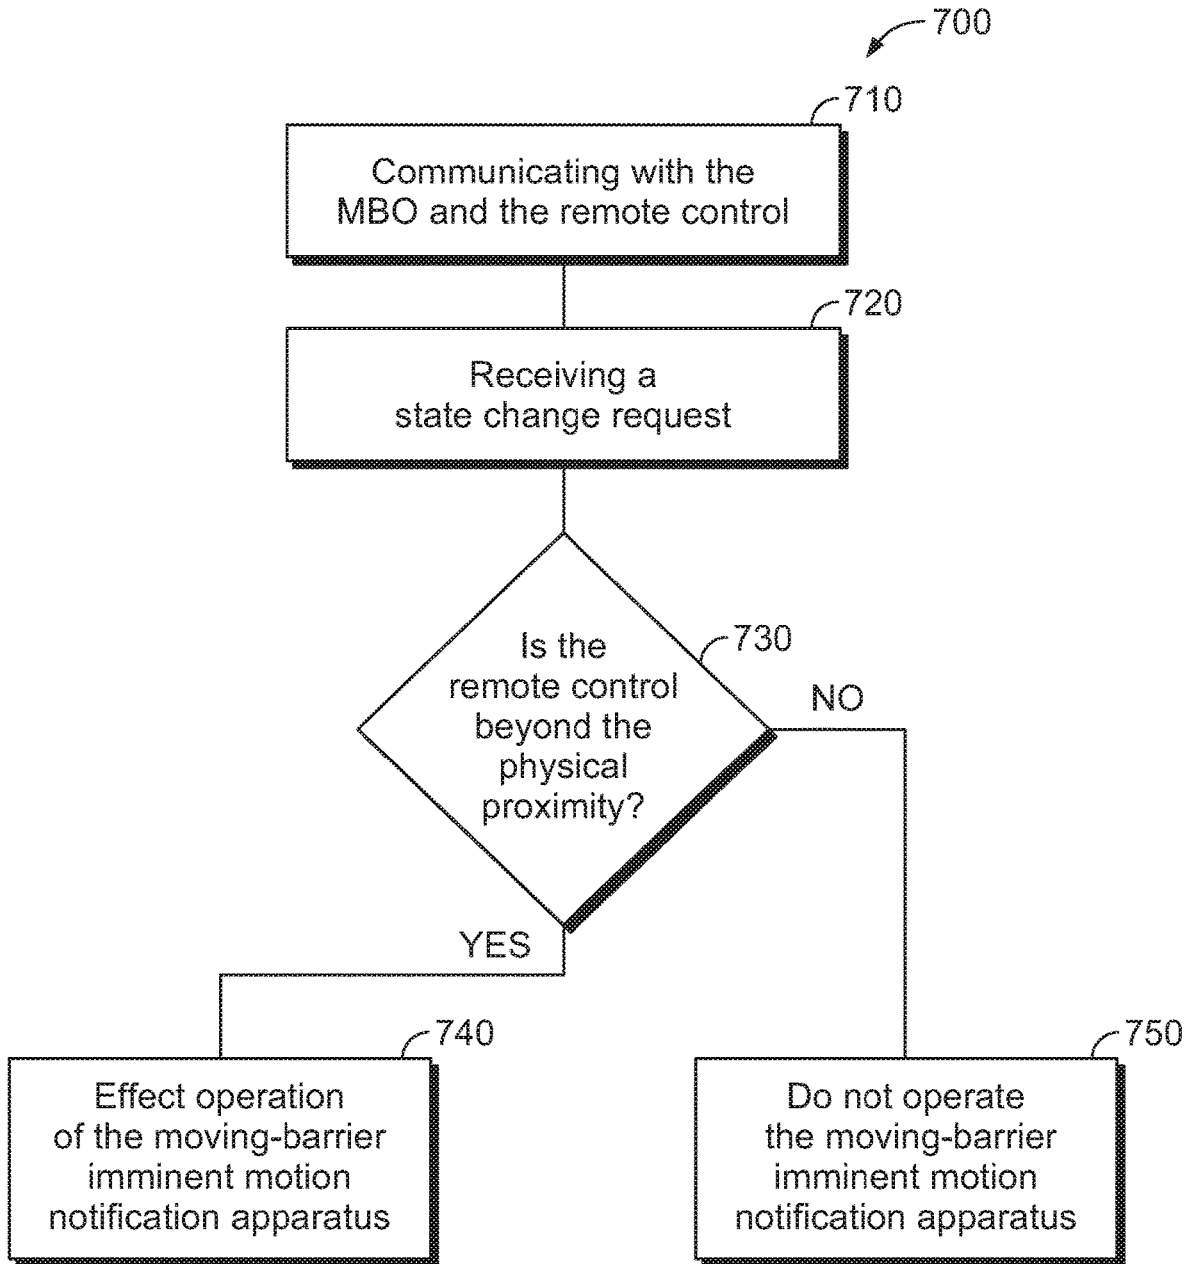 700
710
Communicating with the
MBO and the remote control
720
Receiving a
state change request
730
Is the
remote control
beyond the
physical
proximity?
NO
YES
740
Effect operation
of the moving-barrier
imminent motion
notification apparatus
750
Do not operate
the moving-barrier
imminent motion
notification apparatus